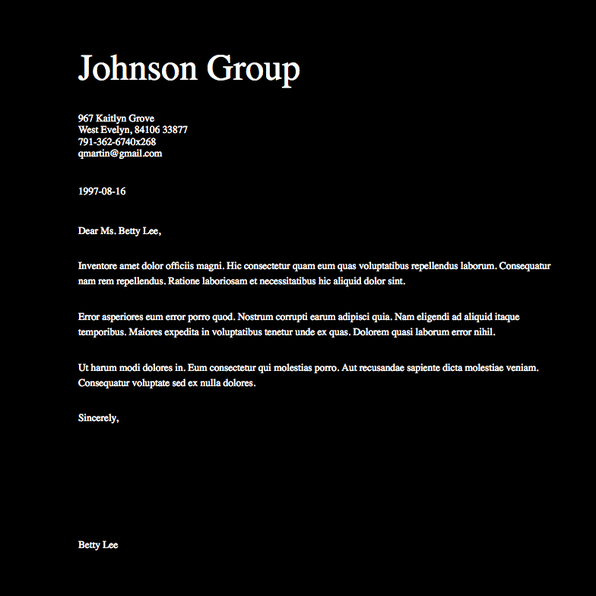 Johnson Group
967 Kaitlyn Grove
West Evelyn, 84106 33877
791-362-6740x268
qmartin@gmail.com
1997-08-16
Dear Ms. Betty Lee,
Inventore amet dolor officiis magni. Hic consectetur quam eum quas voluptatibus repellendus laborum. Consequatur
nam rem repellendus. Ratione laboriosam et necessitatibus hic aliquid dolor sint.
Error asperiores eum error porro quod. Nostrum corrupti earum adipisci quia. Nam eligendi ad aliquid itaque
temporibus. Maiores expedita in voluptatibus tenetur unde ex quas. Dolorem quasi laborum error nihil.
Ut harum modi dolores in. Eum consectetur qui molestias porro. Aut recusandae sapiente dicta molestiae veniam.
Consequatur voluptate sed ex nulla dolores.
Sincerely,
Betty Lee